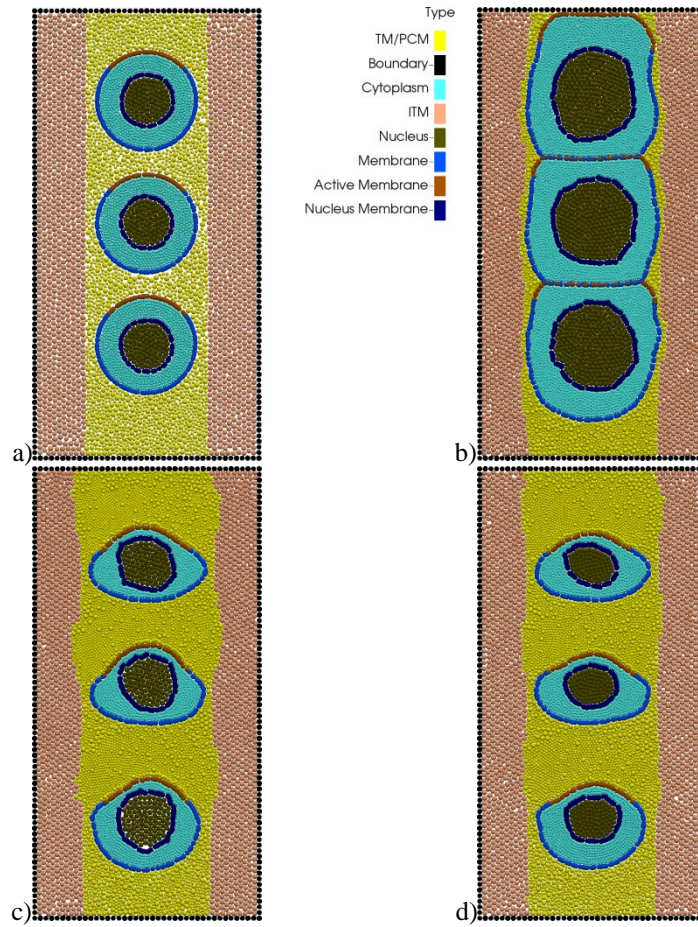 Type
TM/PCM
Boundary
Cytoplasm
ITM
Nucleus
Membrane
Active Membrane
Nucleus Membrane
a)
b)
c)
d)